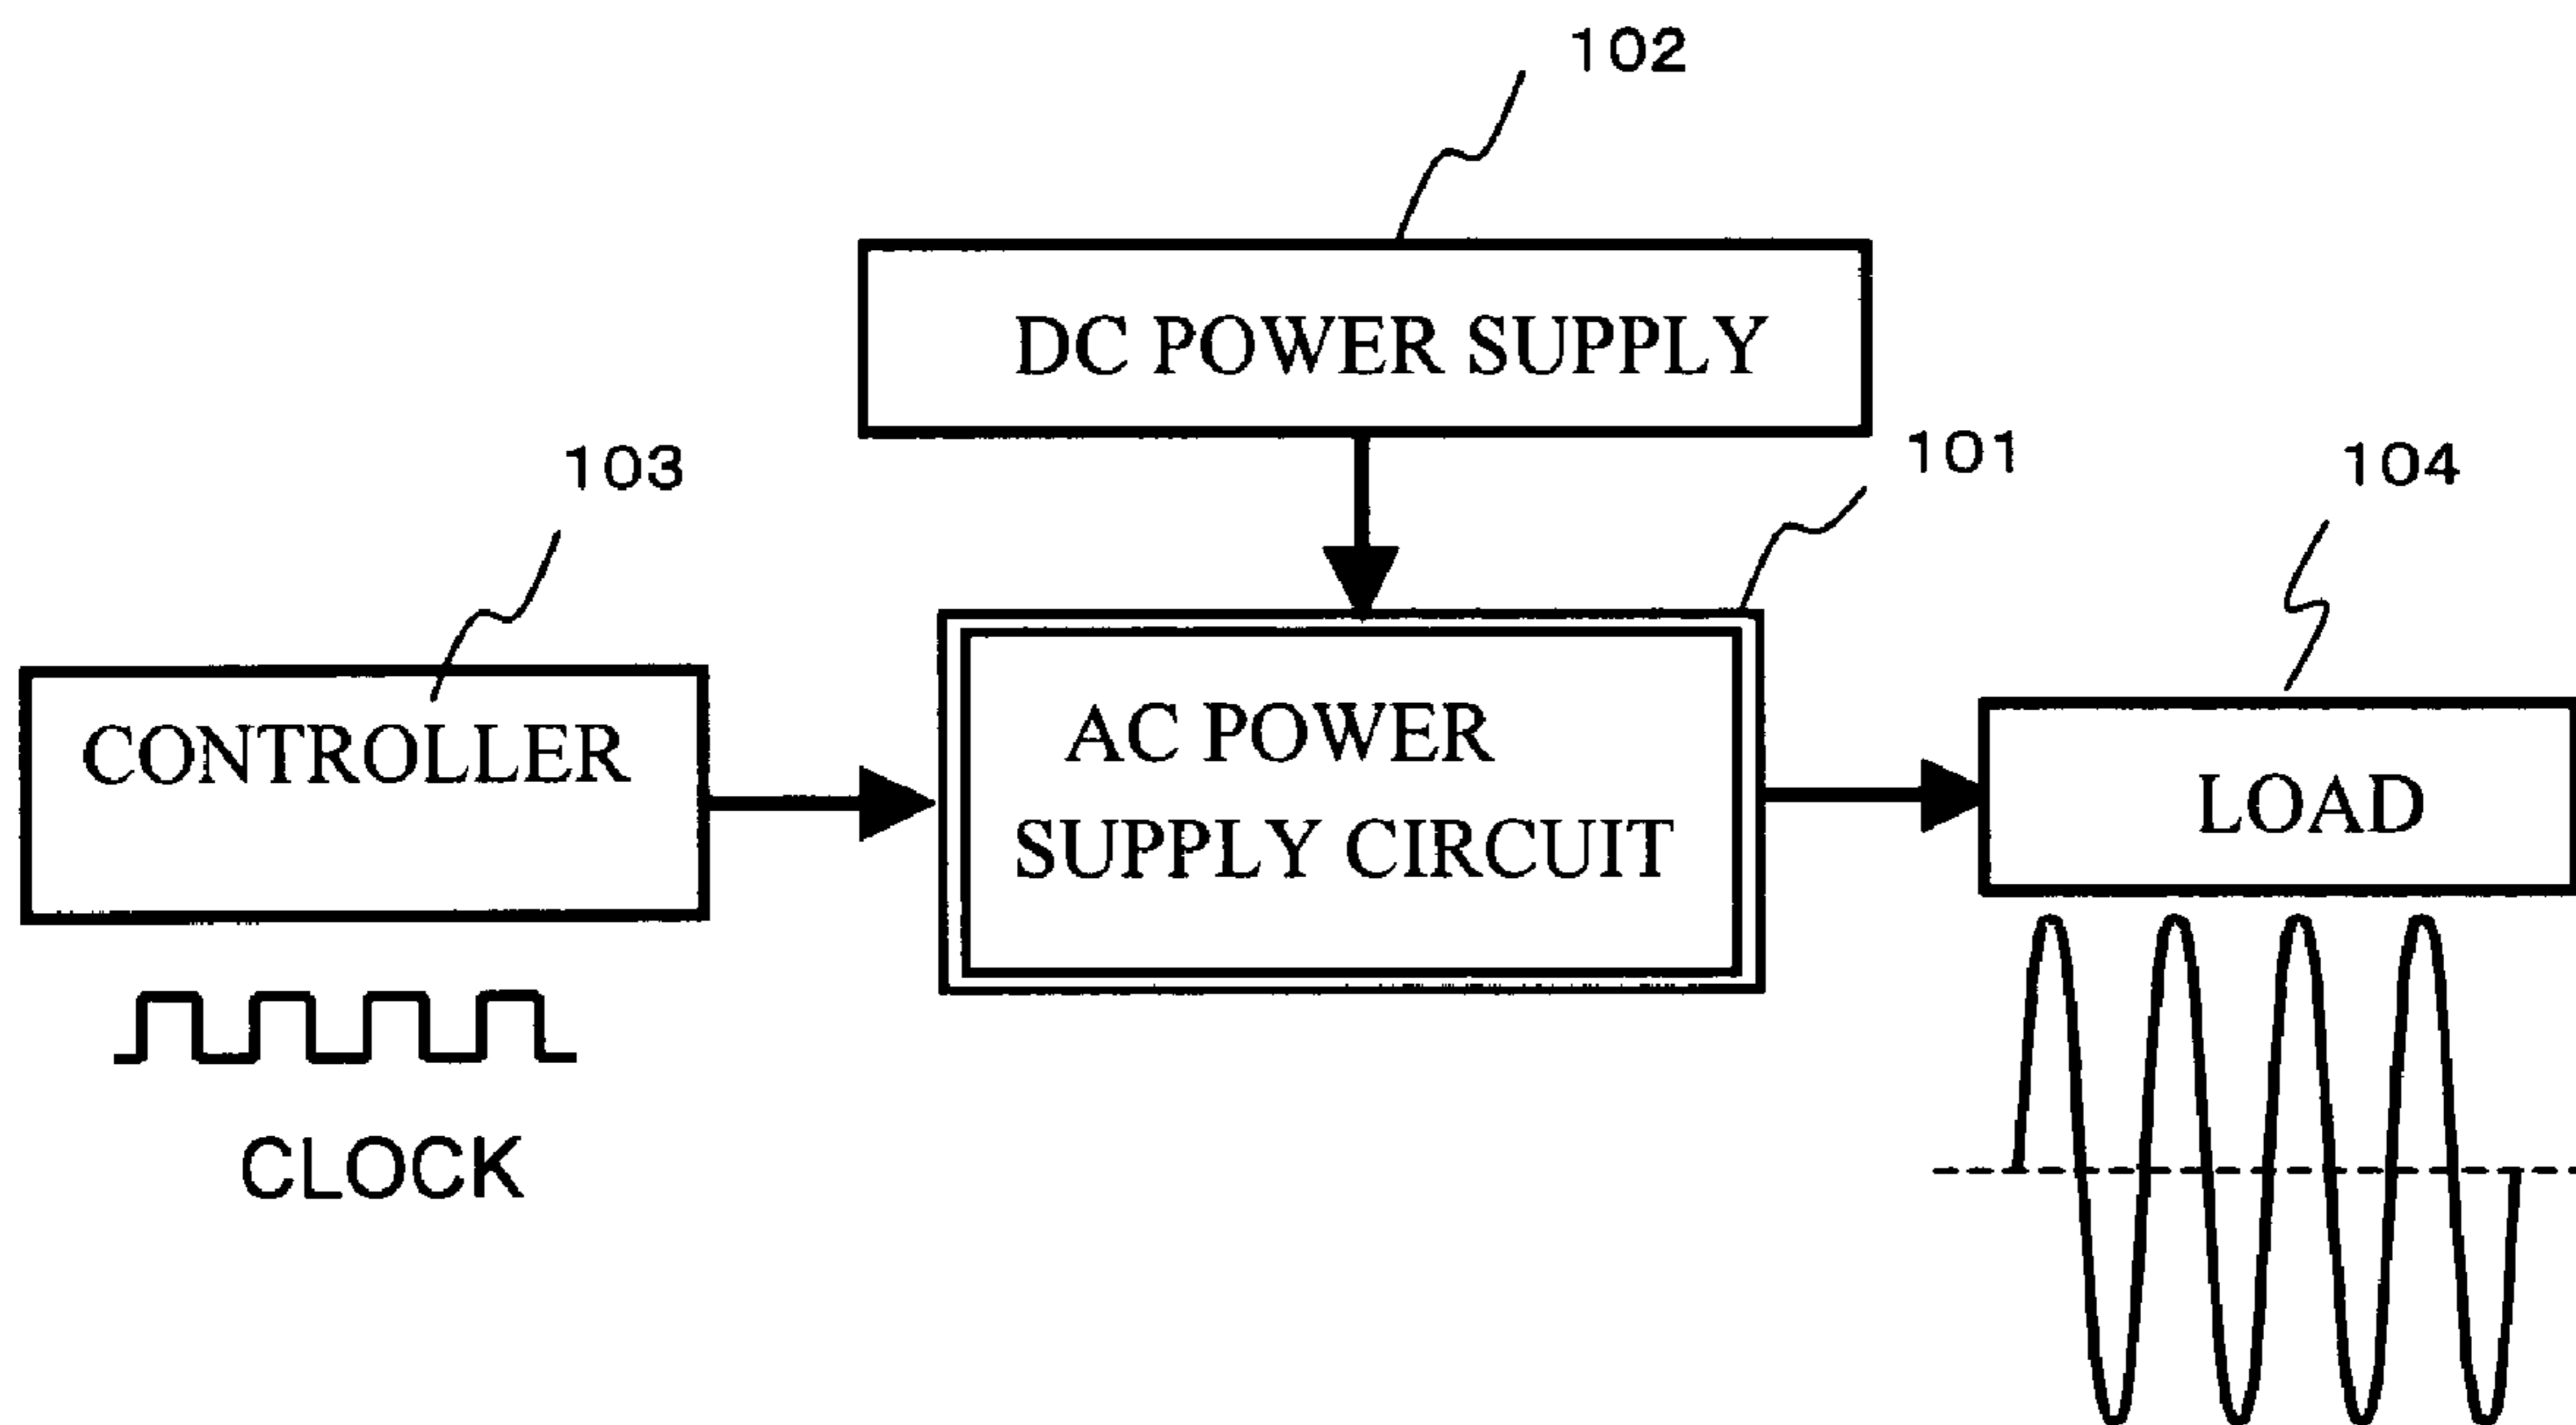 102
DC POWER SUPPLY
101
103
104
CONTROLLER
AC POWER
SUPPLY CIRCUIT
LOAD
CLOCK